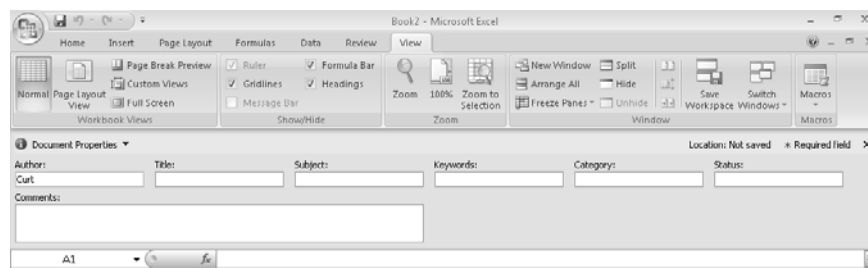 Book2 - Microsoft Excel
Home Insert Page Layout Formulas Data Review View
Normal Page Layout View Page Break Preview Custom Views Full Screen
Ruler Gridlines Message Bar Formula Bar Headings
Zoom 100% Zoom to Selection
New Window Arrange All Freeze Panes Split Hide Unhide
Save Workspace Switch Windows Macros
Workbook Views Show/Hide Zoom Window Macros
Document Properties Location: Not saved * Required field
Author: Title: Subject: Keywords: Category: Status:
Curt
Comments:
A1 fx